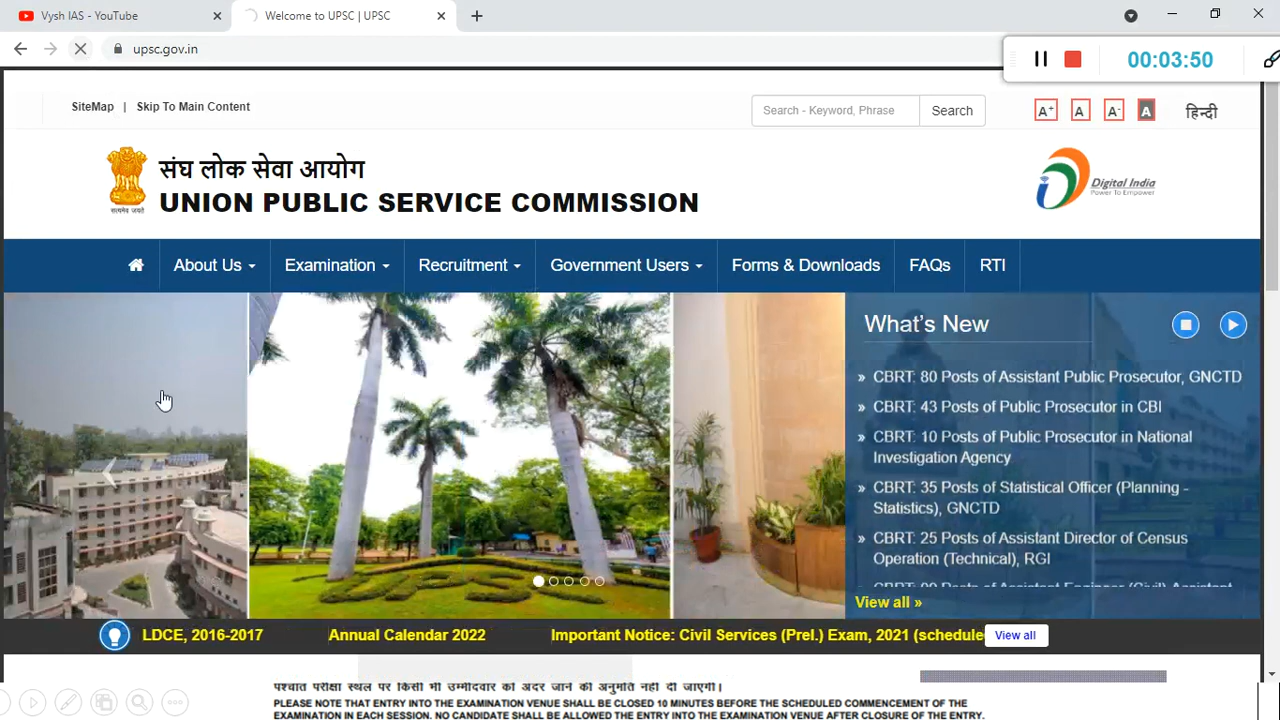 Vysh IAS - YouTube
Welcome to UPSC | UPSC
upsc.gov.in
00:03:50
SiteMap | Skip To Main Content
Search - Keyword, Phrase
Search
A+
A
A-
A
हिन्दी
संघ लोक सेवा आयोग
UNION PUBLIC SERVICE COMMISSION
सत्यमेव जयते
Digital India
Power To Empower
About Us
Examination
Recruitment
Government Users
Forms & Downloads
FAQs
RTI
What's New
» CBRT: 80 Posts of Assistant Public Prosecutor, GNCTD
» CBRT: 43 Posts of Public Prosecutor in CBI
» CBRT: 10 Posts of Public Prosecutor in National
Investigation Agency
» CBRT: 35 Posts of Statistical Officer (Planning -
Statistics), GNCTD
» CBRT: 25 Posts of Assistant Director of Census
Operation (Technical), RGI
View all »
LDCE, 2016-2017
Annual Calendar 2022
Important Notice: Civil Services (Prel.) Exam, 2021 (schedule
View all
पश्चात परीक्षा स्थल पर किसी भी उम्मीदवार को अंदर जाने की अनुमति नहीं दी जाएगी।
PLEASE NOTE THAT ENTRY INTO THE EXAMINATION VENUE SHALL BE CLOSED 10 MINUTES BEFORE THE SCHEDULED COMMENCEMENT OF THE
EXAMINATION IN EACH SESSION. NO CANDIDATE SHALL BE ALLOWED THE ENTRY INTO THE EXAMINATION VENUE AFTER CLOSURE OF THE ENTRY.